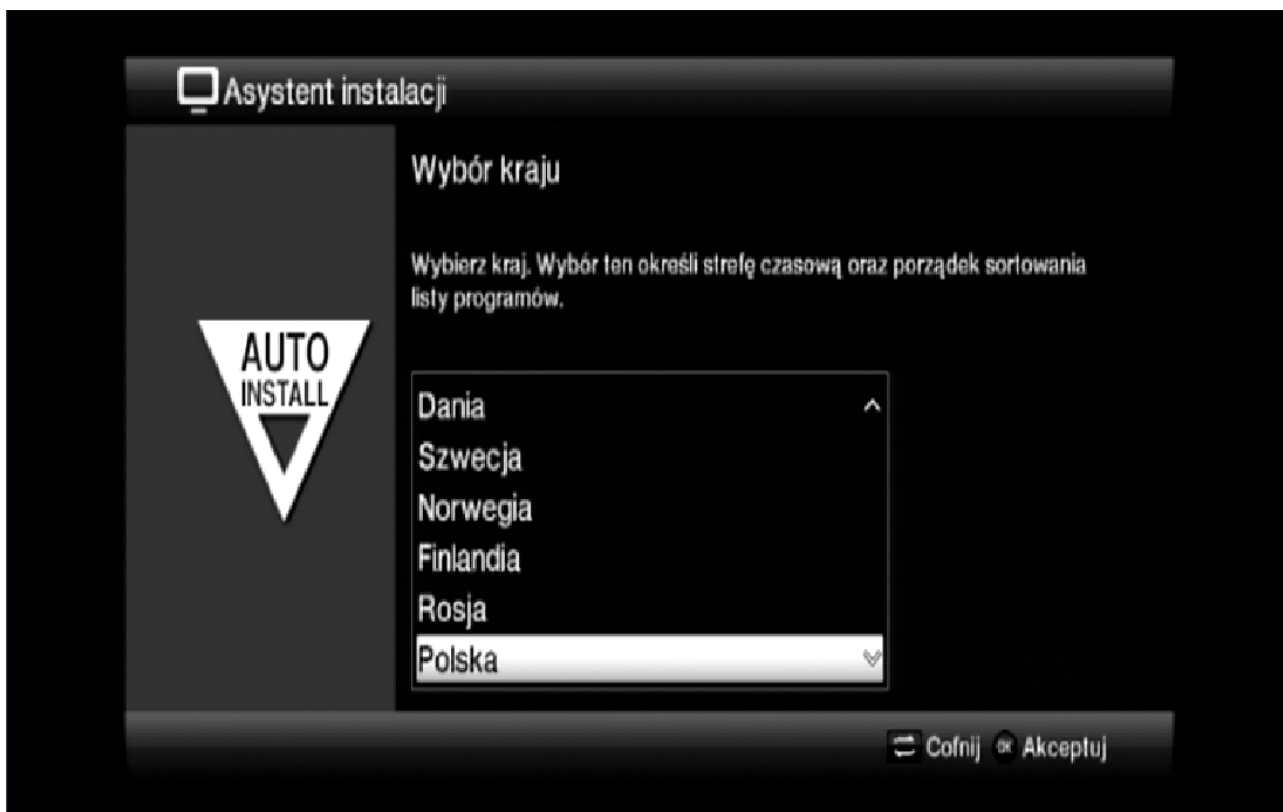 Asystent instalacji
Wybór kraju
Wybierz kraj. Wybór ten określi strefę czasową oraz porządek sortowania
listy programów.
AUTO
INSTALL
Dania
Szwecja
Norwegia
Finlandia
Rosja
Polska
Cofnij OK Akceptuj